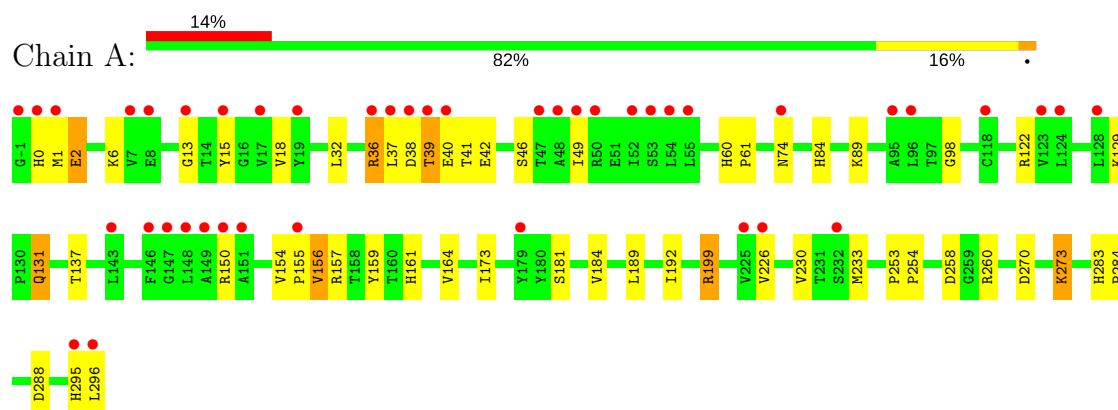 14%
Chain A:
82% 16% •
G-1 H0 M1 E2 K6 V7 E8 G13 T14 Y15 G16 V17 V18 Y19 L32 R36 L37 D38 T39 E40 T41 E42 S46 T47 A48 I49 R50 E51 I52 S53 L54 L55 H60 P61 N74 H84 K89 A95 L96 T97 G98 C118 R122 V123 L124 L128 K129
P130 Q131 T137 L143 F146 G147 L148 A149 R150 A151 V154 P155 V156 R157 T158 Y159 T160 H161 V164 I173 Y179 Y180 S181 V184 L189 I192 R199 V225 V226 V230 T231 S232 M233 P253 P254 D258 G259 R260 D270 K273 H283 
D288 H295 L296